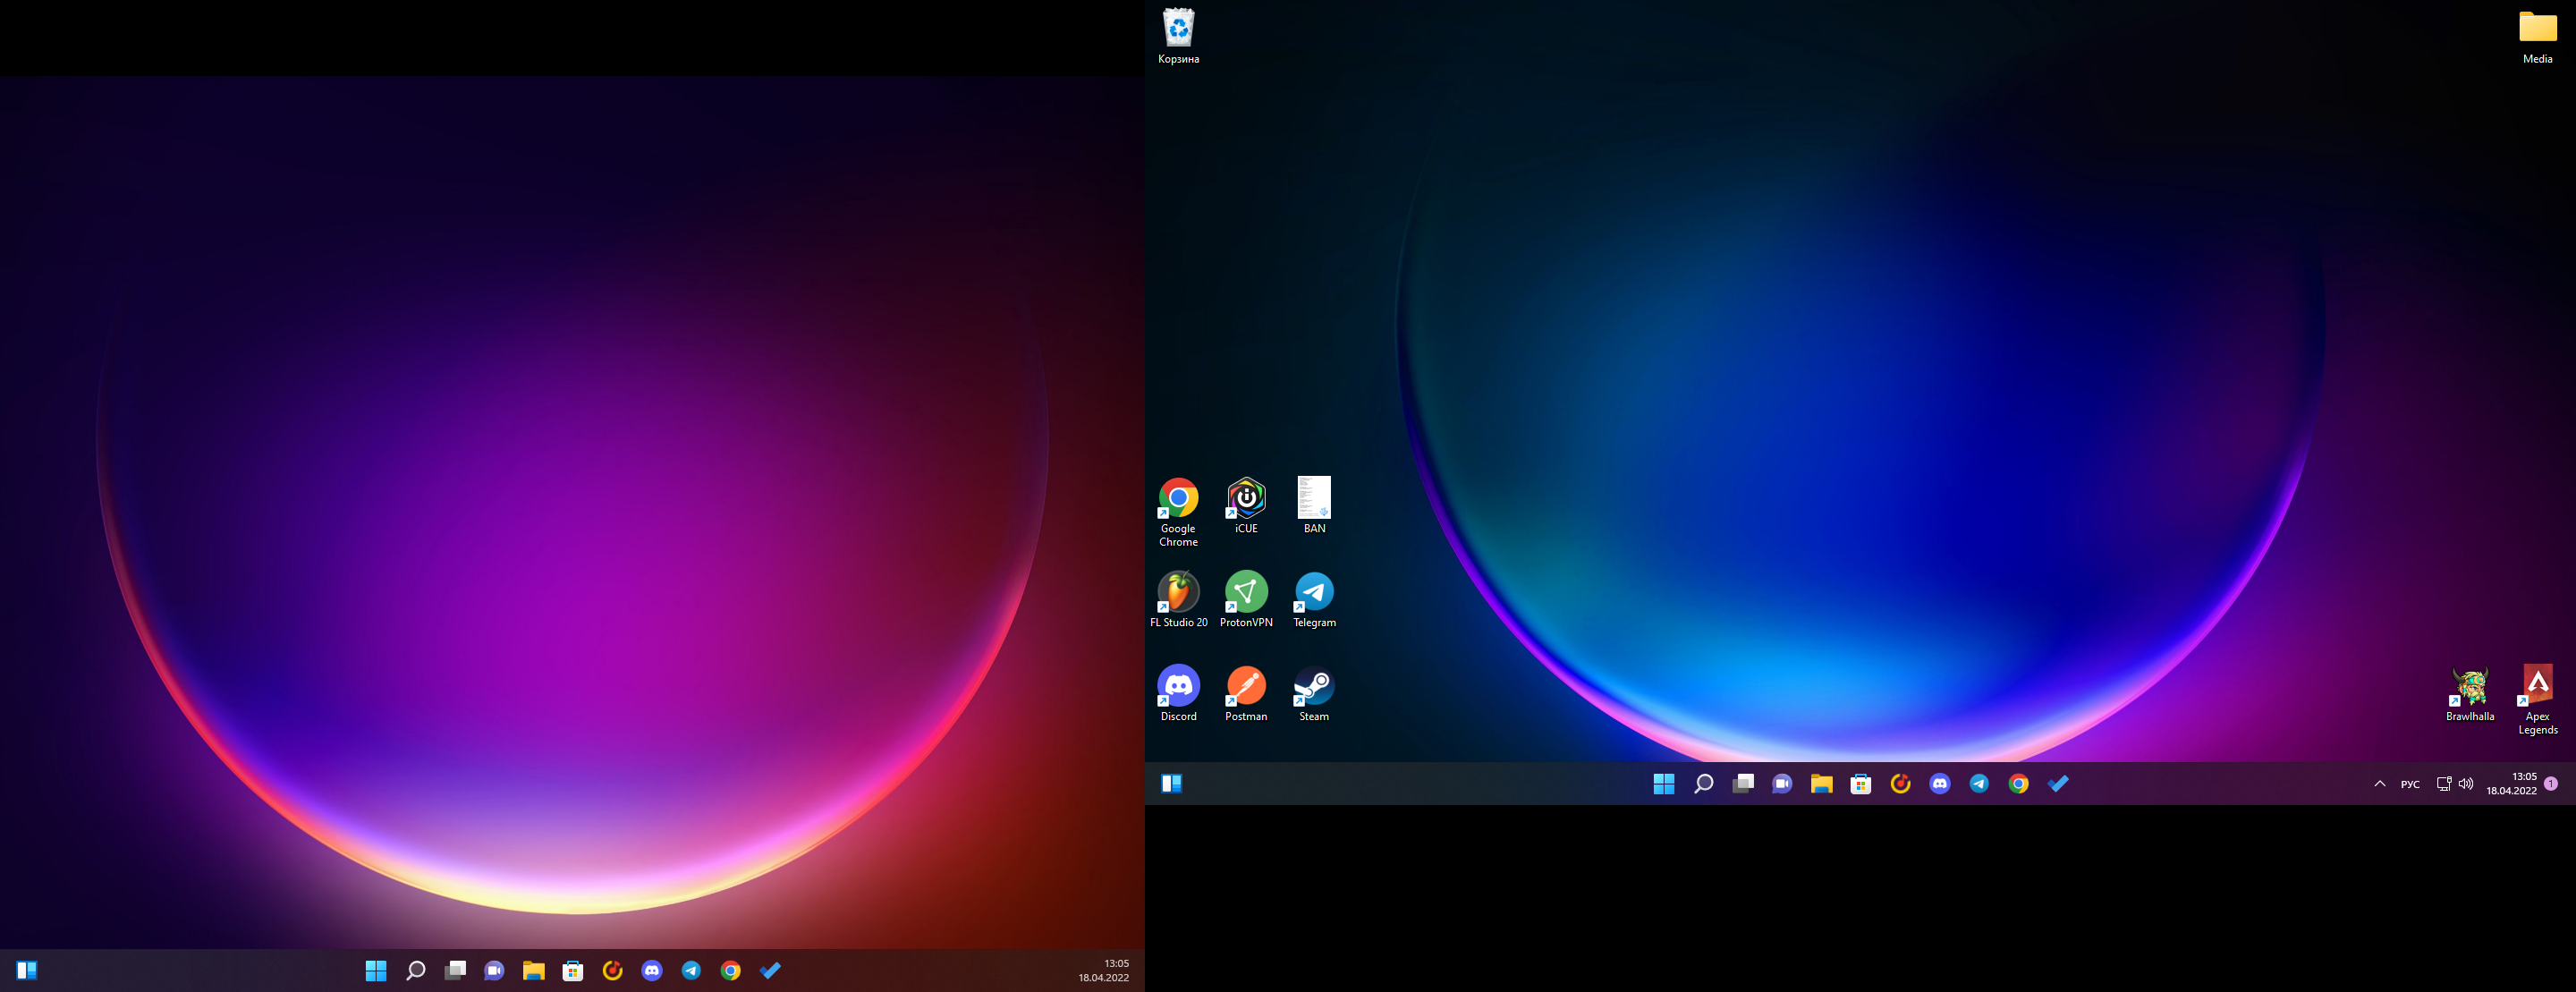 Корзина
Media
Google
Chrome
iCUE
BAN
FL Studio 20
ProtonVPN
Telegram
Discord
Postman
Steam
Brawlhalla
Apex
Legends
РУС
13:05
18.04.2022
1
13:05
18.04.2022